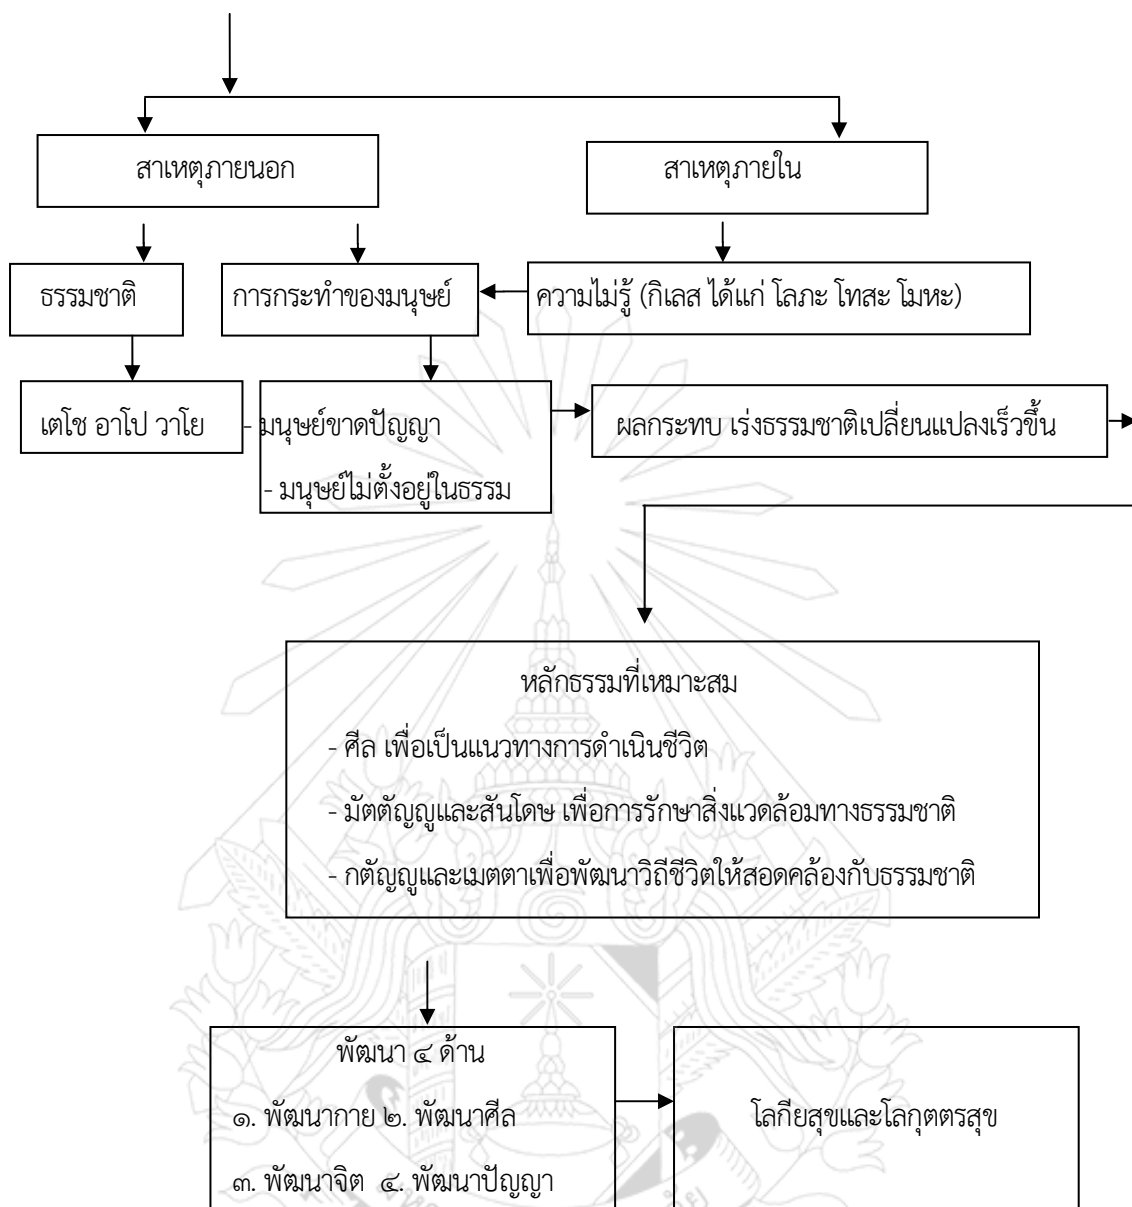 สาเหตุภายนอก
สาเหตุภายใน
ธรรมชาติ
การกระทำของมนุษย์
ความไม่รู้ (กิเลส ได้แก่ โลภะ โทสะ โมหะ)
เตโช อาโป วาโย
- มนุษย์ขาดปัญญา
- มนุษย์ไม่ตั้งอยู่ในธรรม
ผลกระทบ เร่งธรรมชาติเปลี่ยนแปลงเร็วขึ้น
หลักธรรมที่เหมาะสม
- ศีล เพื่อเป็นแนวทางการดำเนินชีวิต
- มัตตัญญูและสันโดษ เพื่อการรักษาสิ่งแวดล้อมทางธรรมชาติ
- กตัญญูและเมตตาเพื่อพัฒนาวิถีชีวิตให้สอดคล้องกับธรรมชาติ
พัฒนา ๔ ด้าน
๑. พัฒนากาย ๒. พัฒนาศีล
๓. พัฒนาจิต ๔. พัฒนาปัญญา
โลกียสุขและโลกุตตรสุข